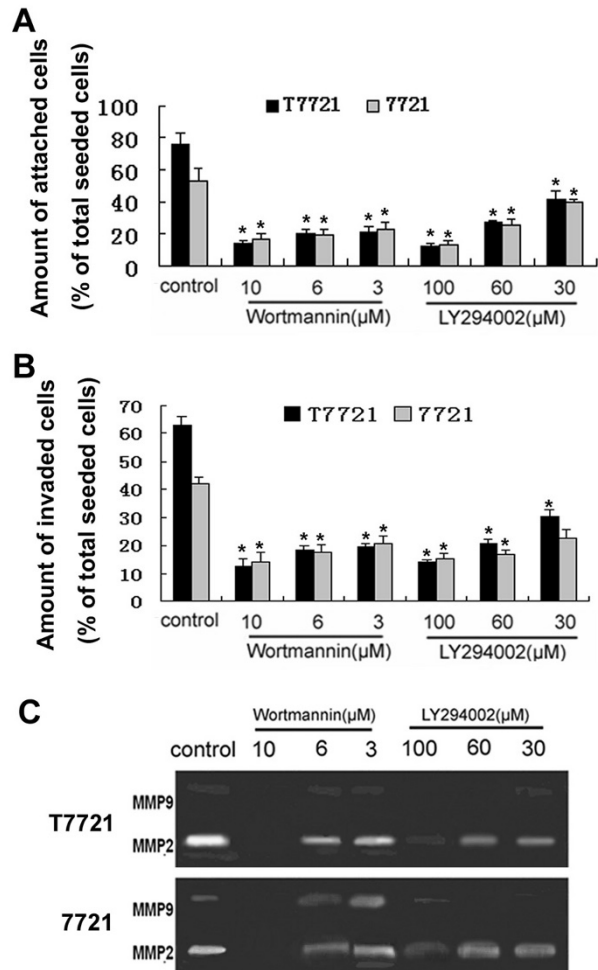 A
Amount of attached cells
(% of total seeded cells)
100
80
60
40
20
0
T7721 7721
* * * * * * * * * * * *
control 10 6 3 100 60 30
Wortmannin(µM) LY294002(µM)
B
Amount of invaded cells
(% of total seeded cells)
70
60
50
40
30
20
10
0
T7721 7721
* * * * * * * * * * *
control 10 6 3 100 60 30
Wortmannin(µM) LY294002(µM)
C
Wortmannin(µM) LY294002(µM)
control 10 6 3 100 60 30
T7721
MMP9
MMP2
7721
MMP9
MMP2